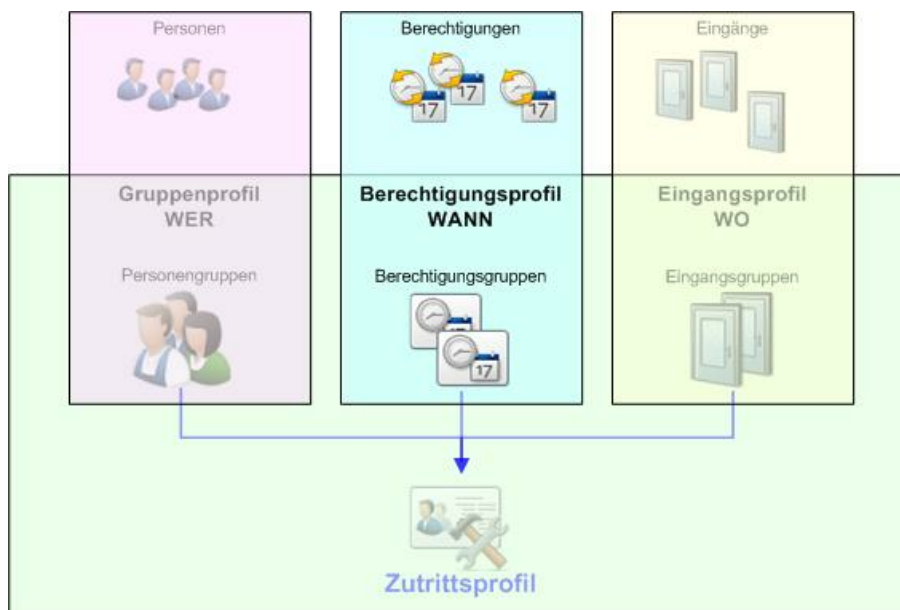 Personen
Berechtigungen
Eingänge
17
17
17
Gruppenprofil
WER
Berechtigungsprofil
WANN
Eingangsprofil
WO
Personengruppen
Berechtigungsgruppen
Eingangsgruppen
17
Zutrittsprofil